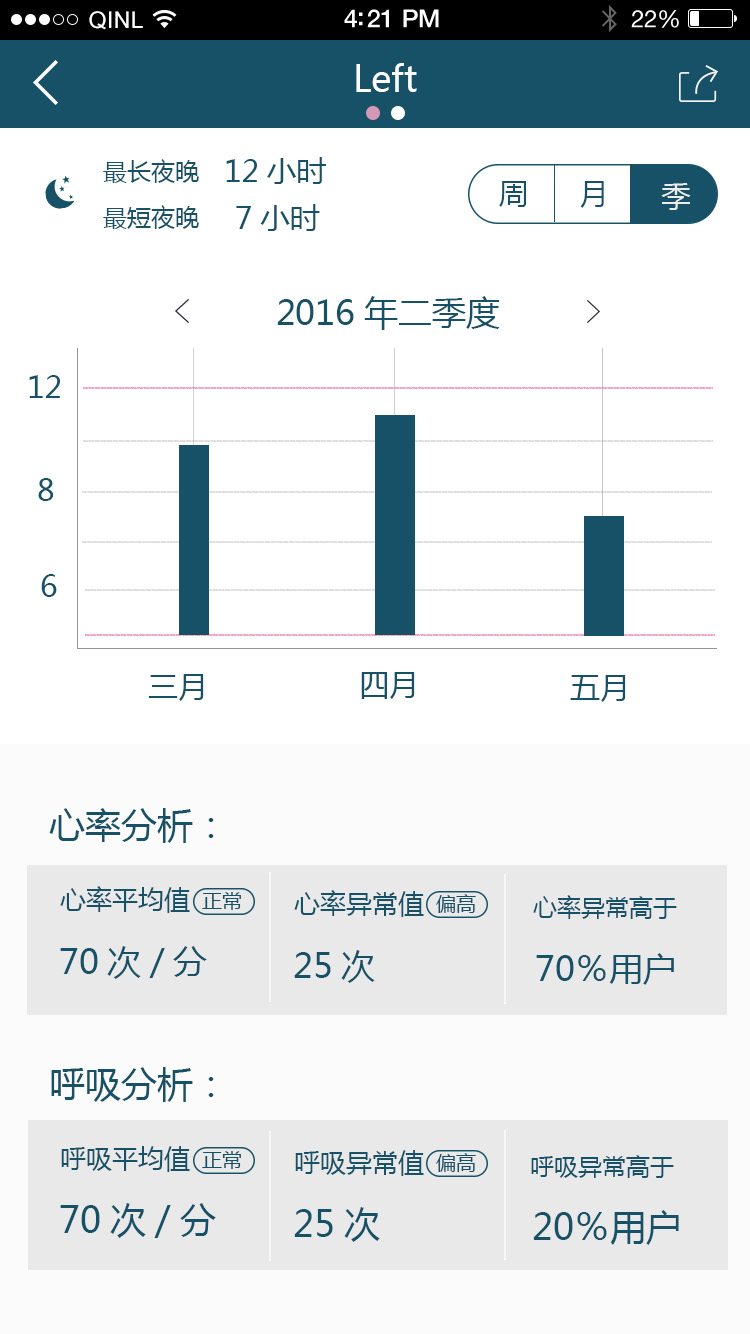 QINL 4:21 PM 22%
Left
最长夜晚 12 小时
最短夜晚 7 小时
周 月 季
2016 年二季度
12
8
6
三月 四月 五月
心率分析：
心率平均值 正常 心率异常值 偏高 心率异常高于
70 次 / 分 25 次 70%用户
呼吸分析：
呼吸平均值 正常 呼吸异常值 偏高 呼吸异常高于
70 次 / 分 25 次 20%用户